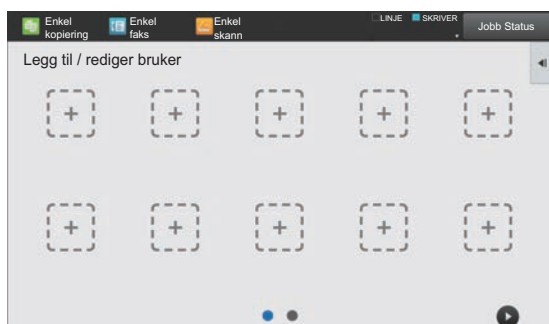 Enkel
kopiering
Enkel
faks
Enkel
skann
LINJE
SKRIVER
Jobb Status
Legg til / rediger bruker